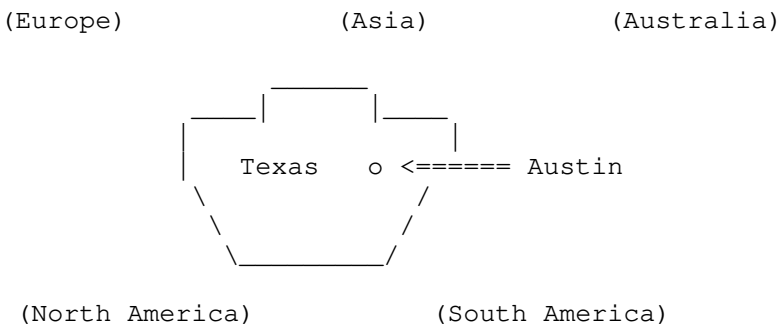 (Europe) (Asia) (Australia)
Texas o <====== Austin
(North America) (South America)